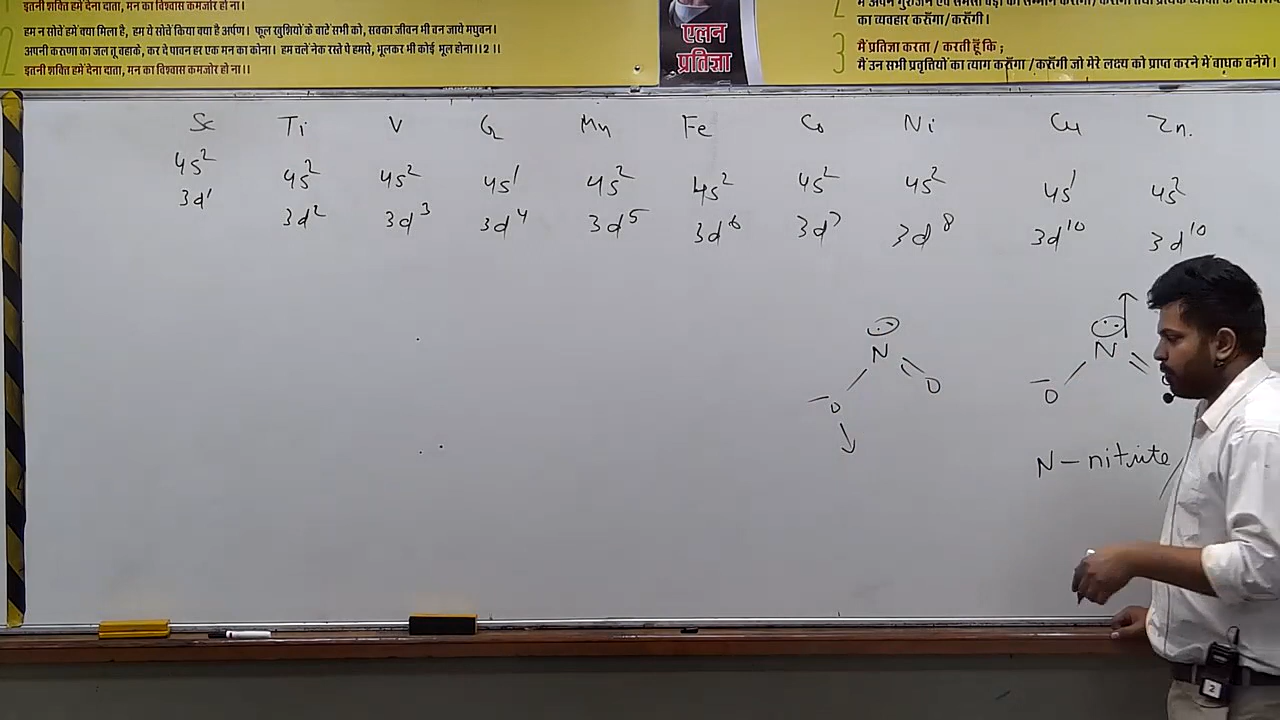 इतनी शक्ति हमें देना दाता, मन का विश्वास कमजोर हो ना।
हम न सोचें हमें क्या मिला है, हम ये सोचें किया क्या है अर्पण। फूल खुशियों के बाटें सभी को, सबका जीवन भी बन जाये मधुबन।
अपनी करुणा का जल तू बहाके, कर दे पावन हर एक मन का कोना। हम चलें नेक रस्ते पे हमसे, भूलकर भी कोई भूल होना।।2।।
इतनी शक्ति हमें देना दाता, मन का विश्वास कमजोर हो ना।।
2
एलन
प्रतिज्ञा
2
का व्यवहार करूँगा/करूँगी।
3
मैं प्रतिज्ञा करता / करती हूँ कि ;
मैं उन सभी प्रवृत्तियों का त्याग करूँगा /करूँगी जो मेरे लक्ष्य को प्राप्त करने में बाधक बनेंगे।
Sc Ti V Cr Mn Fe Co Ni Cu Zn.
4s² 4s² 4s² 4s¹ 4s² 4s² 4s² 4s² 4s¹ 4s²
3d¹ 3d² 3d³ 3d⁴ 3d⁵ 3d⁶ 3d⁷ 3d⁸ 3d¹⁰ 3d¹⁰
N
⁻O O
N
⁻O
N-nitrite
2